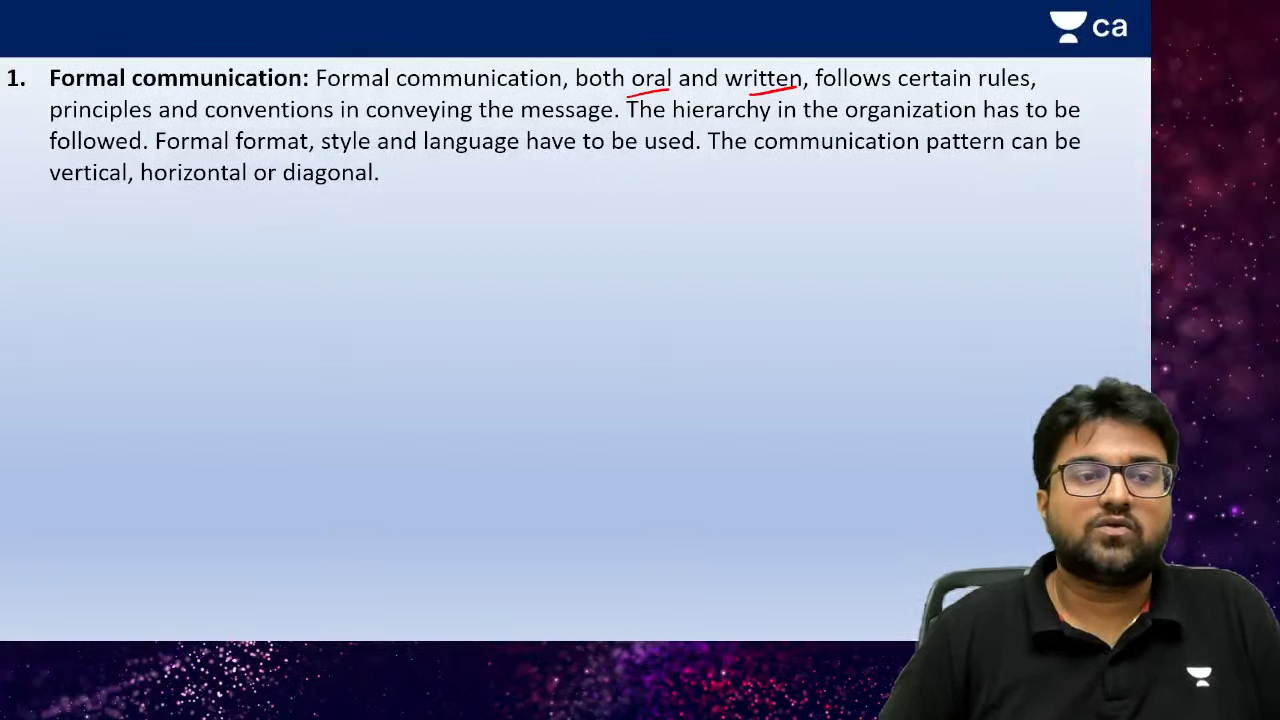 ca
1. Formal communication: Formal communication, both oral and written, follows certain rules,
principles and conventions in conveying the message. The hierarchy in the organization has to be
followed. Formal format, style and language have to be used. The communication pattern can be
vertical, horizontal or diagonal.